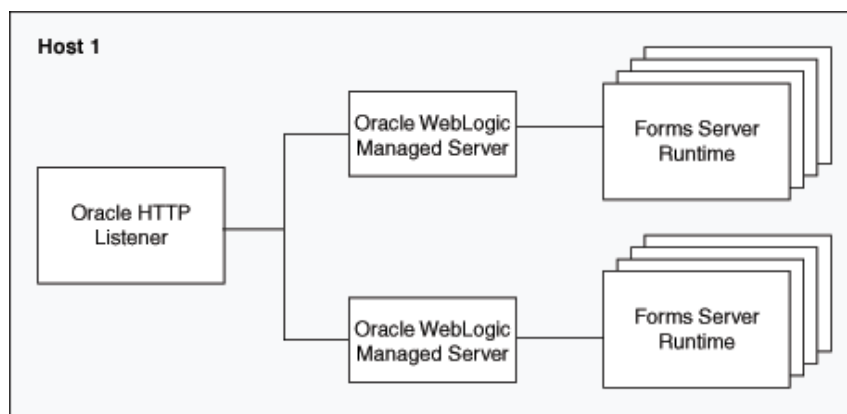 Host 1
Oracle WebLogic
Managed Server
Forms Server
Runtime
Oracle HTTP
Listener
Oracle WebLogic
Managed Server
Forms Server
Runtime